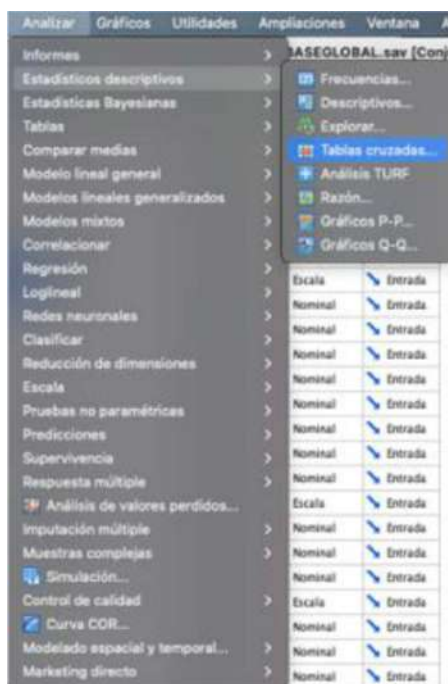 Analizar Gráficos Utilidades Ampliaciones Ventana
BASEGLOBAL.sav [Conj
Informes
Estadísticos descriptivos
Estadísticas Bayesianas
Tablas
Comparar medias
Modelo lineal general
Modelos lineales generalizados
Modelos mixtos
Correlacionar
Regresión
Loglineal
Redes neuronales
Clasificar
Reducción de dimensiones
Escala
Pruebas no paramétricas
Predicciones
Supervivencia
Respuesta múltiple
Análisis de valores perdidos...
Imputación múltiple
Muestras complejas
Simulación...
Control de calidad
Curva COR...
Modelado espacial y temporal...
Marketing directo
Frecuencias...
Descriptivos...
Explorar...
Tablas cruzadas...
Análisis TURF
Razón...
Gráficos P-P...
Gráficos Q-Q...
Escala Entrada
Nominal Entrada
Nominal Entrada
Nominal Entrada
Nominal Entrada
Nominal Entrada
Nominal Entrada
Nominal Entrada
Nominal Entrada
Escala Entrada
Nominal Entrada
Nominal Entrada
Nominal Entrada
Escala Entrada
Nominal Entrada
Nominal Entrada
Nominal Entrada